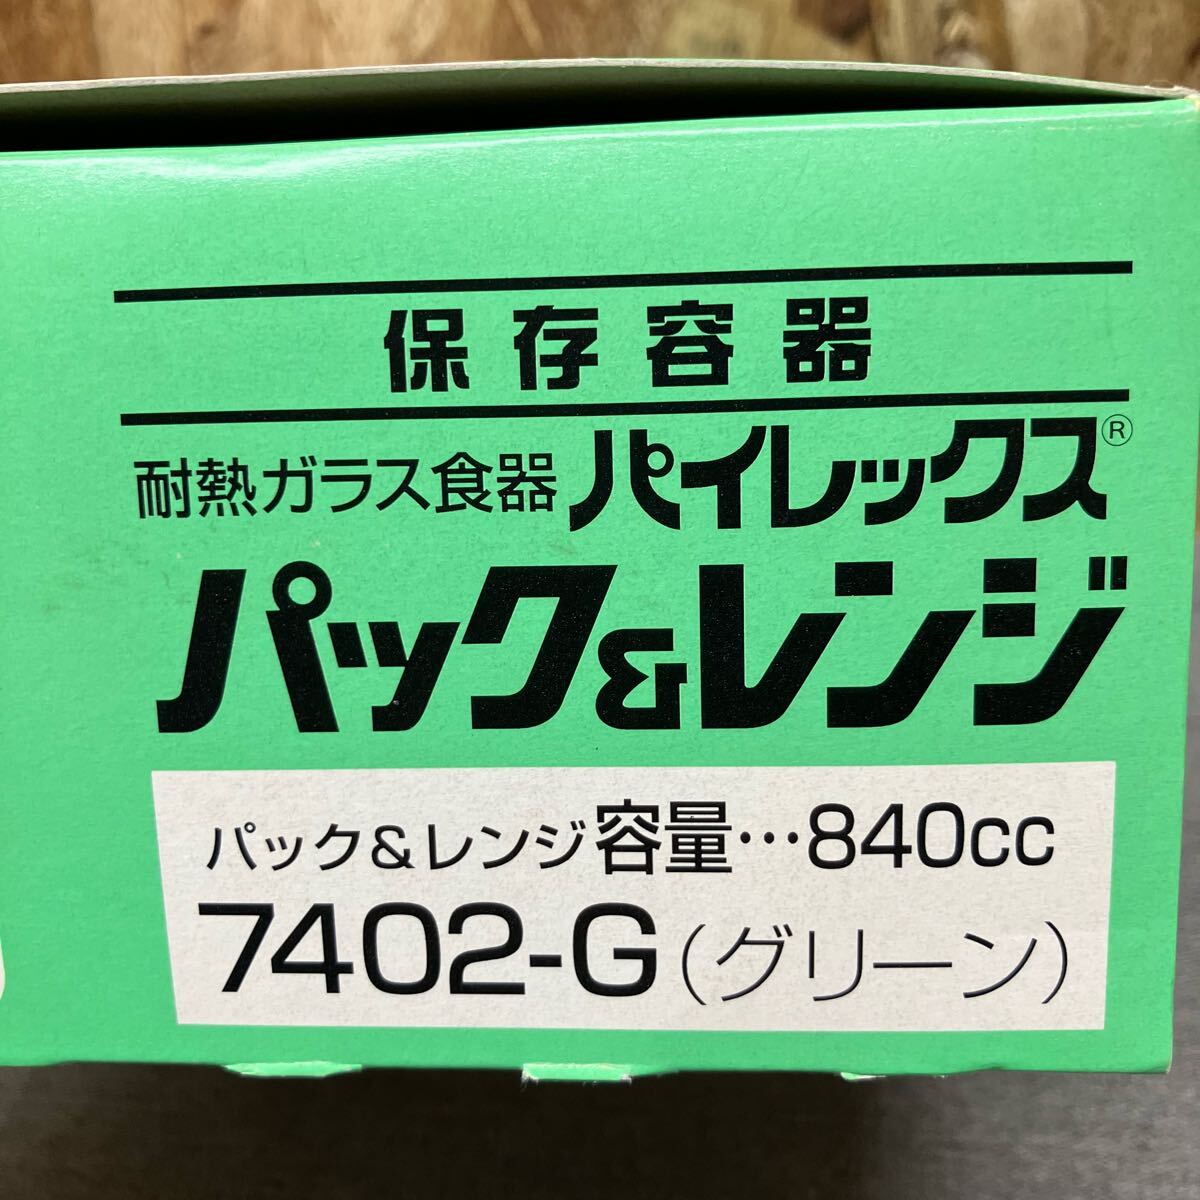 保存容器
耐熱ガラス食器 パイレックス®
パック&レンジ
パック&レンジ容量…840cc
7402-G(グリーン)